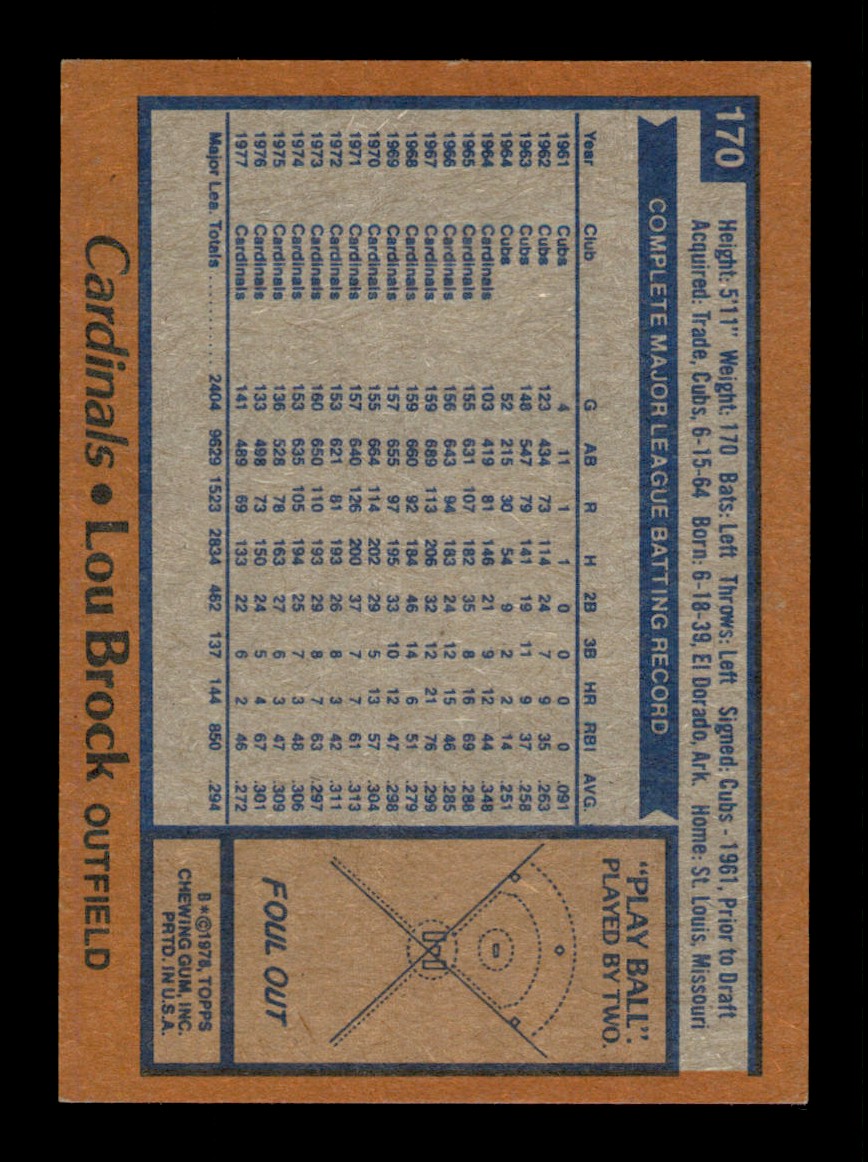 170
Height: 5'11" Weight: 170 Bats: Left Throws: Left Signed: Cubs - 1961, Prior to Draft
Acquired: Trade, Cubs, 6-15-64 Born: 6-18-39, El Dorado, Ark. Home: St. Louis, Missouri
COMPLETE MAJOR LEAGUE BATTING RECORD
Year Club G AB R H 2B 3B HR RBI AVG.
1961 Cubs 4 11 1 1 0 0 0 0 .091
1962 Cubs 123 434 73 114 24 7 9 35 .263
1963 Cubs 148 547 79 141 19 11 9 37 .258
1964 Cubs 52 215 30 54 9 2 2 14 .251
1964 Cardinals 103 419 81 146 21 9 12 44 .348
1965 Cardinals 155 631 107 182 35 8 16 69 .288
1966 Cardinals 156 643 94 183 24 12 15 46 .285
1967 Cardinals 159 689 113 206 32 12 21 76 .299
1968 Cardinals 159 660 92 184 46 14 6 51 .279
1969 Cardinals 157 655 97 195 33 10 12 47 .298
1970 Cardinals 155 664 114 202 29 5 13 57 .304
1971 Cardinals 157 640 126 200 37 7 7 61 .313
1972 Cardinals 153 621 81 193 26 8 3 42 .311
1973 Cardinals 160 650 110 193 29 8 7 63 .297
1974 Cardinals 153 635 105 194 25 7 3 48 .306
1975 Cardinals 136 528 78 163 27 6 3 47 .309
1976 Cardinals 133 498 73 150 24 5 4 67 .301
1977 Cardinals 141 489 69 133 22 6 2 46 .272
Major Lea. Totals ........... 2404 9629 1523 2834 462 137 144 850 .294
"PLAY BALL":
PLAYED BY TWO.
FOUL OUT
B*©1978, TOPPS
CHEWING GUM, INC.
PRTD. IN U.S.A.
Cardinals • Lou Brock OUTFIELD